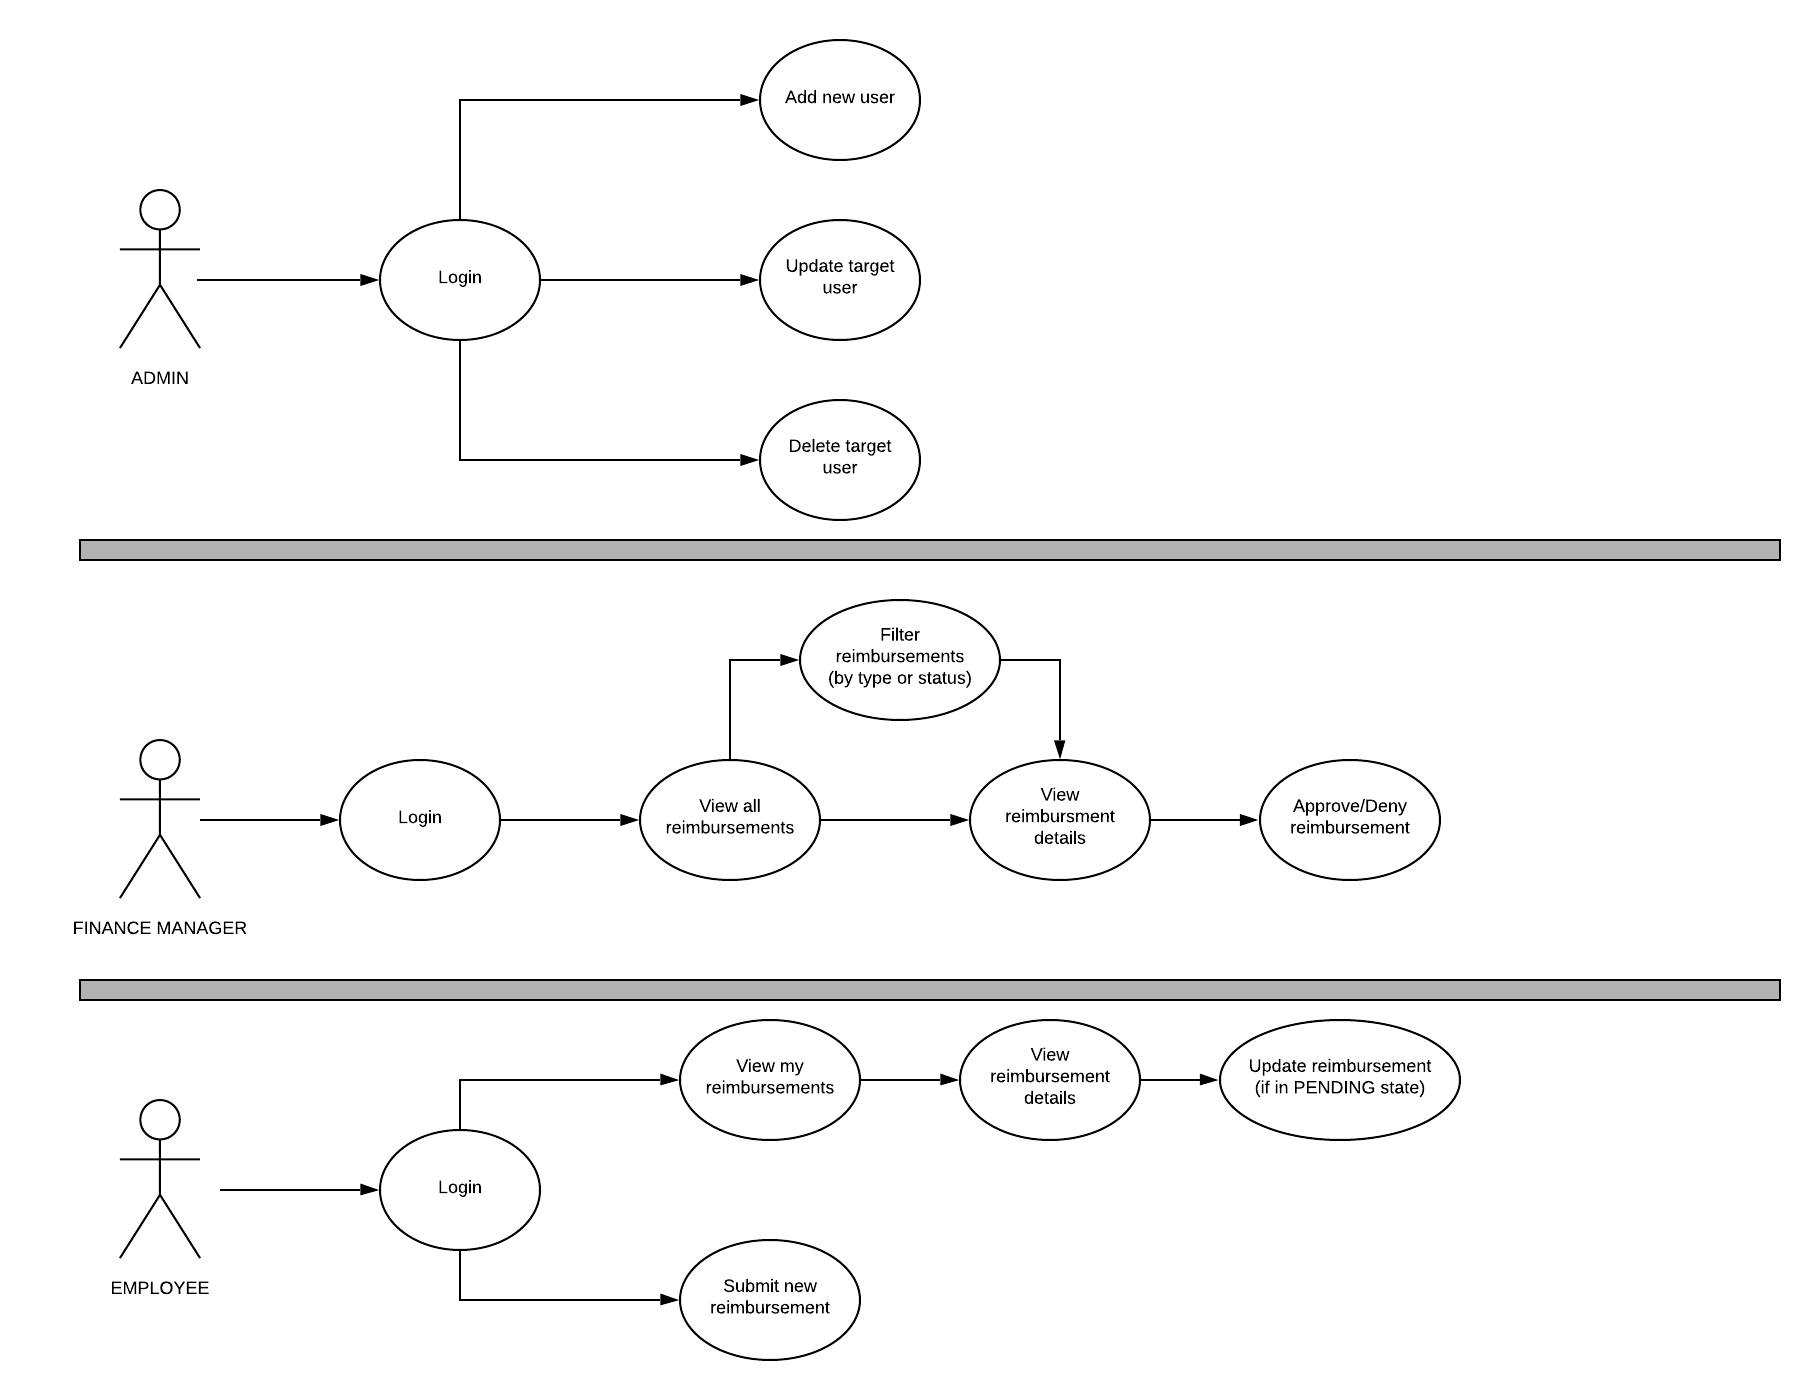 Add new user
Login
Update target
user
ADMIN
Delete target
user
Filter
reimbursements
(by type or status)
Login
View all
reimbursements
View
reimbursment
details
Approve/Deny
reimbursement
FINANCE MANAGER
View my
reimbursements
View
reimbursement
details
Update reimbursement
(if in PENDING state)
Login
EMPLOYEE
Submit new
reimbursement